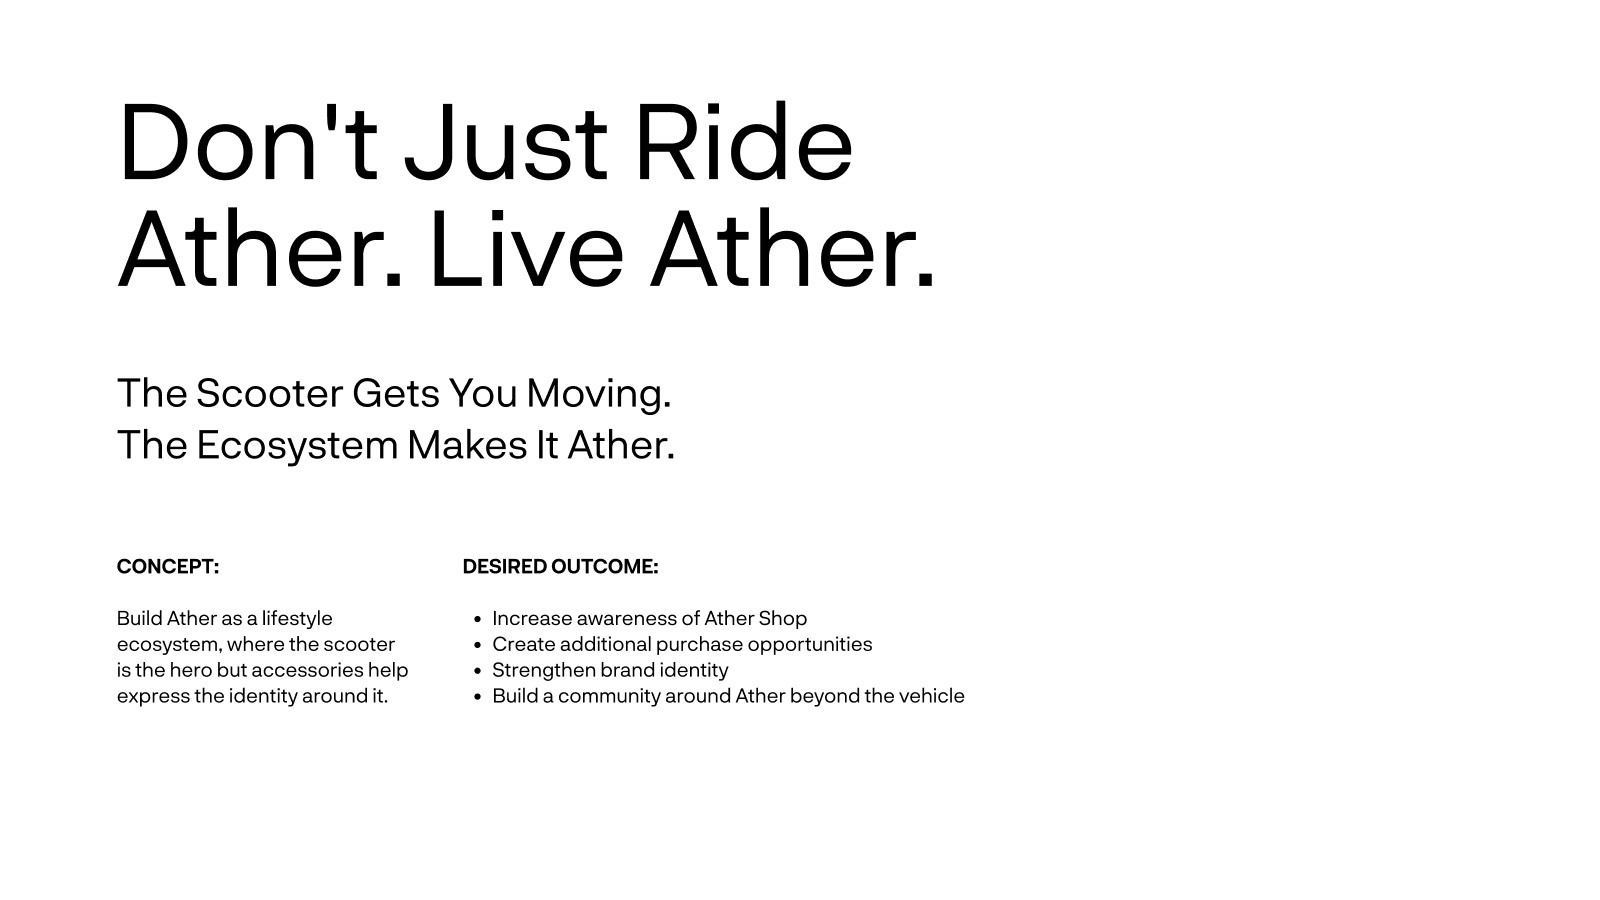 Don't Just Ride
Ather. Live Ather.
The Scooter Gets You Moving.
The Ecosystem Makes It Ather.
CONCEPT:
Build Ather as a lifestyle
ecosystem, where the scooter
is the hero but accessories help
express the identity around it.
DESIRED OUTCOME:
• Increase awareness of Ather Shop
• Create additional purchase opportunities
• Strengthen brand identity
• Build a community around Ather beyond the vehicle